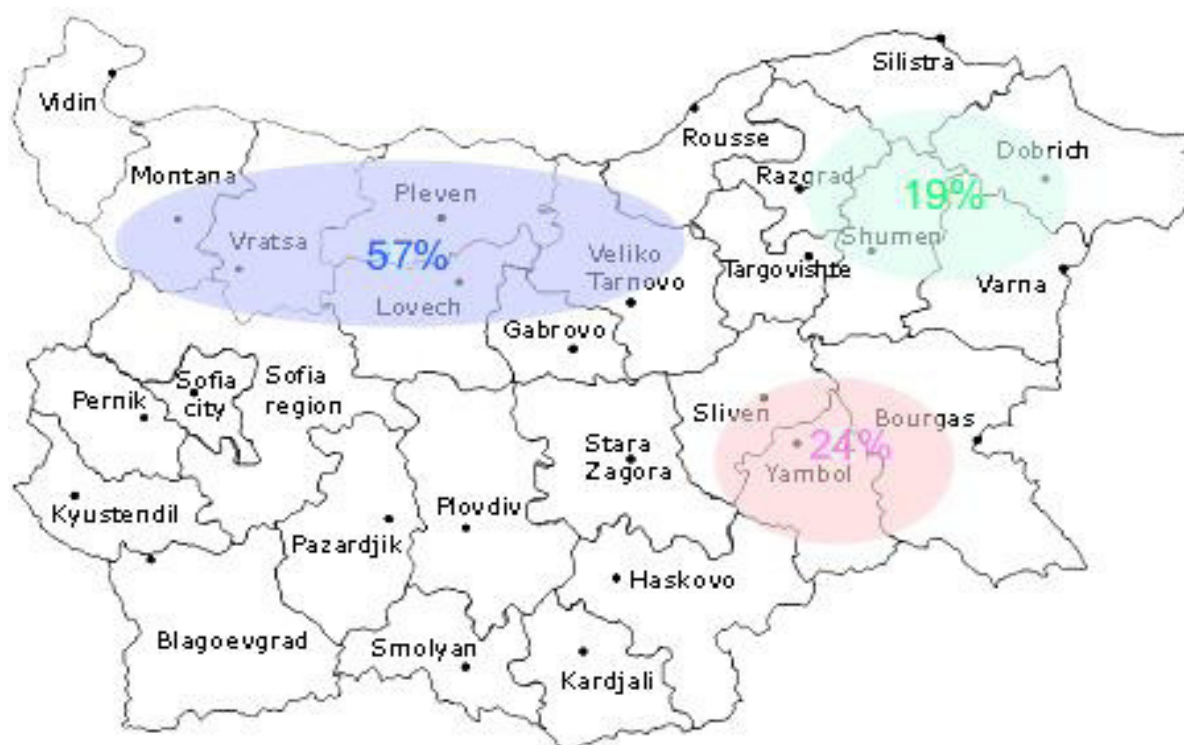 Silistra
Vidin
Rousse
Dobrich
Montana
Razgrad
19%
Pleven
Shumen
Vratsa
57%
Veliko
Tarnovo
Targovishte
Varna
Lovech
Gabrovo
Sofia
city
Sofia
region
Pernik
Sliven
Bourgas
24%
Stara
Zagora
Yambol
Kyustendil
Plovdiv
Pazardjik
Haskovo
Blagoevgrad
Smolyan
Kardjali